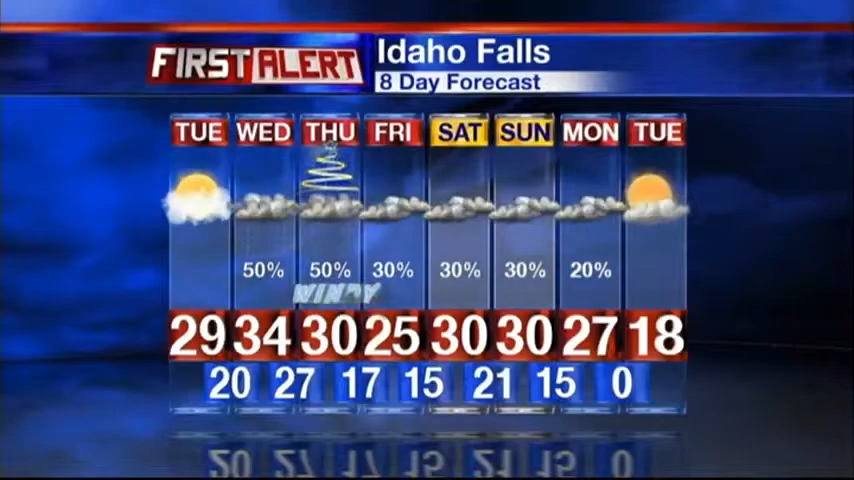 FIRST ALERT
Idaho Falls
8 Day Forecast
TUE WED THU FRI SAT SUN MON TUE
50% 50% 30% 30% 30% 20%
WINDY
29 34 30 25 30 30 27 18
20 27 17 15 21 15 0